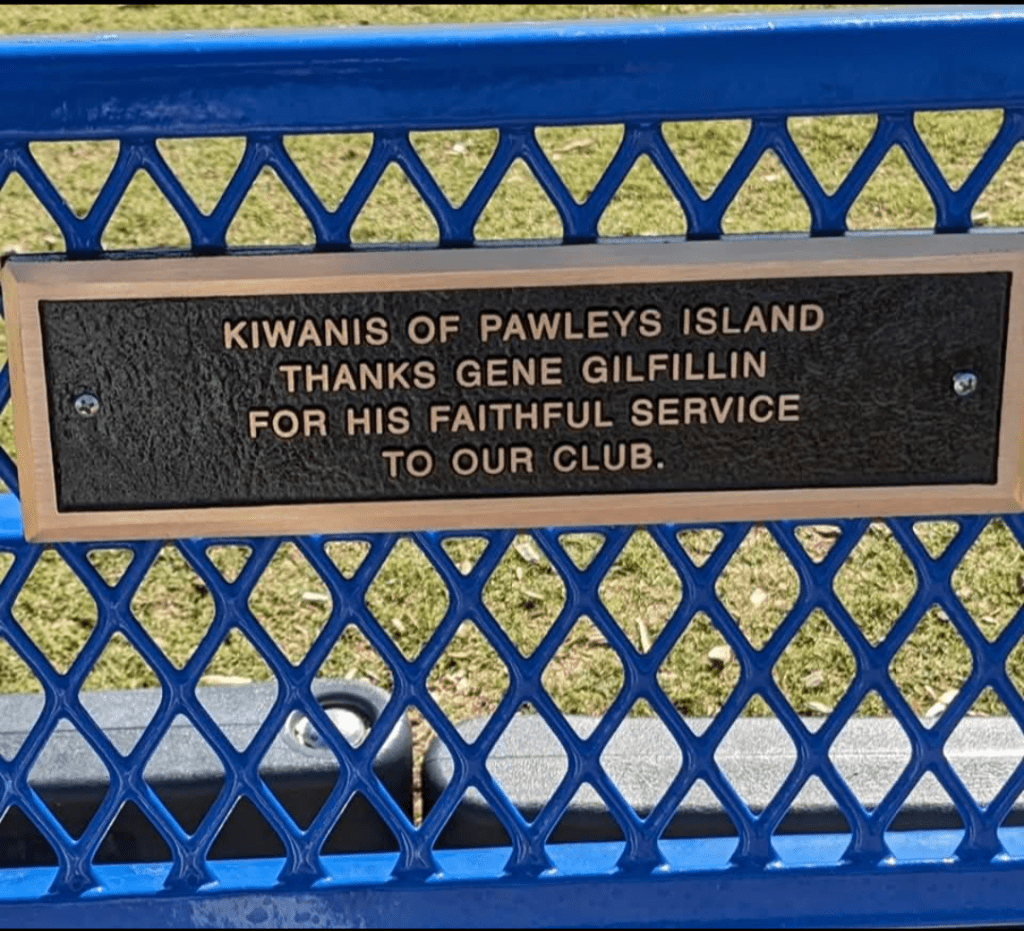 KIWANIS OF PAWLEYS ISLAND
THANKS GENE GILFILLIN
FOR HIS FAITHFUL SERVICE
TO OUR CLUB.